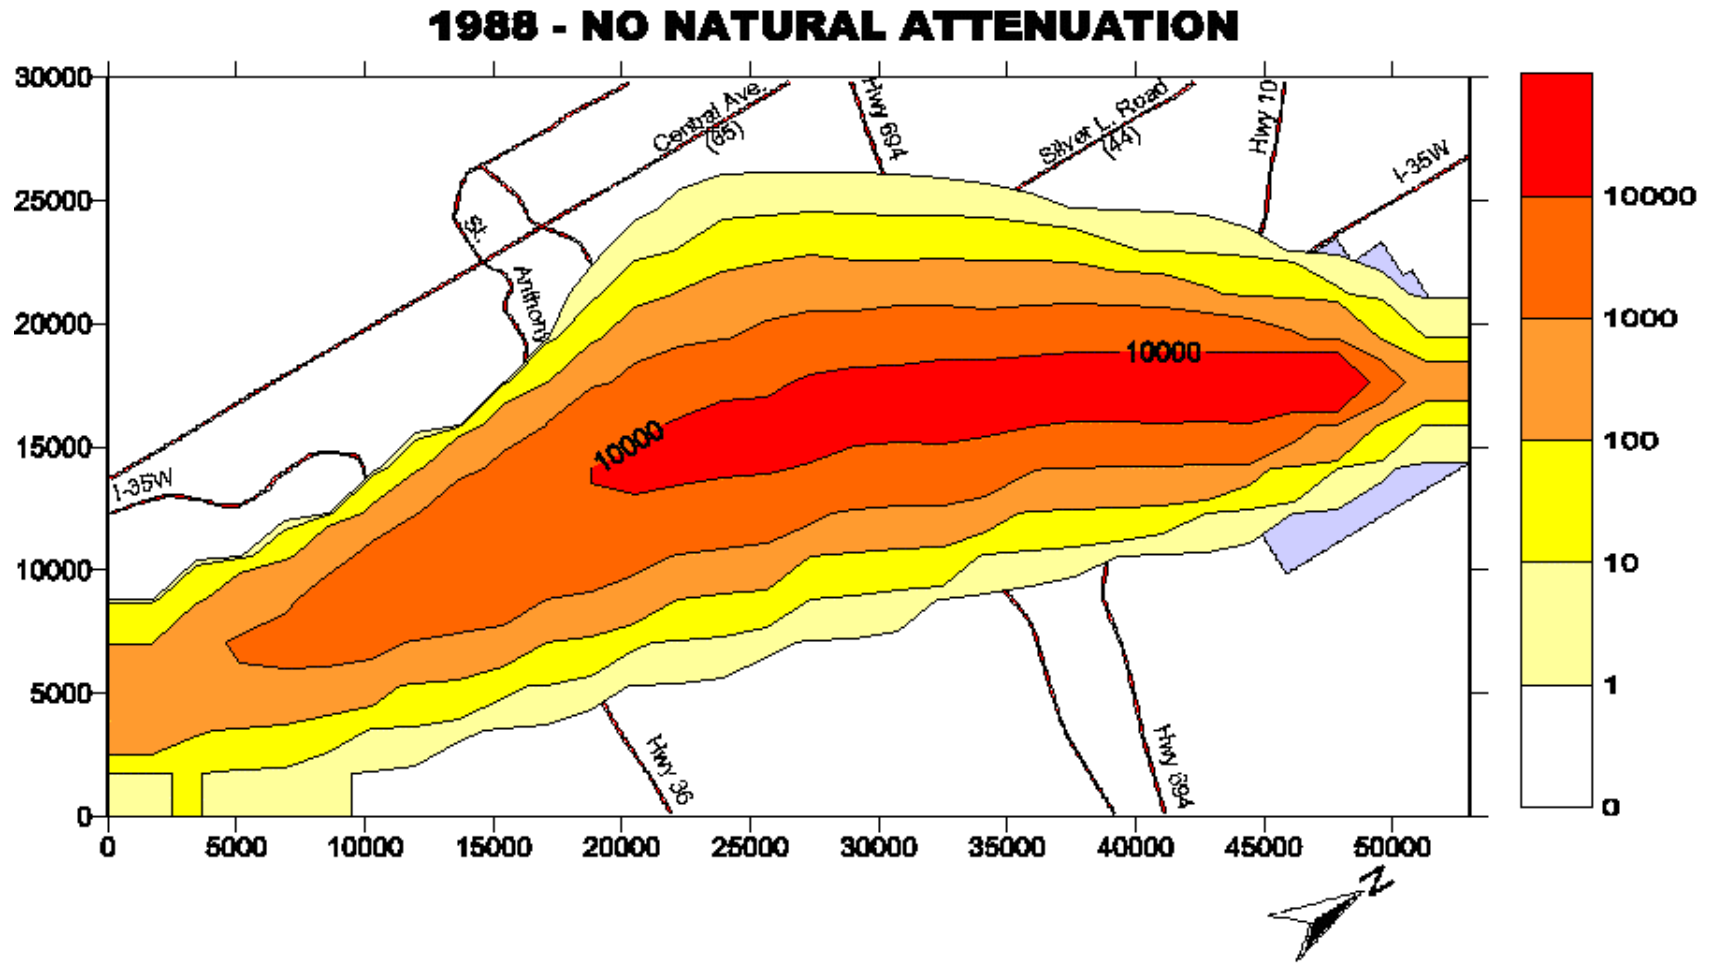 1988 - NO NATURAL ATTENUATION
30000
25000
20000
15000
10000
5000
0
0
5000
10000
15000
20000
25000
30000
35000
40000
45000
50000
Central Ave.
(65)
Hwy 694
Silver L. Road
(44)
Hwy 10
I-35W
St.
Anthony
I-35W
10000
10000
Hwy 36
Hwy 694
10000
1000
100
10
1
0
N